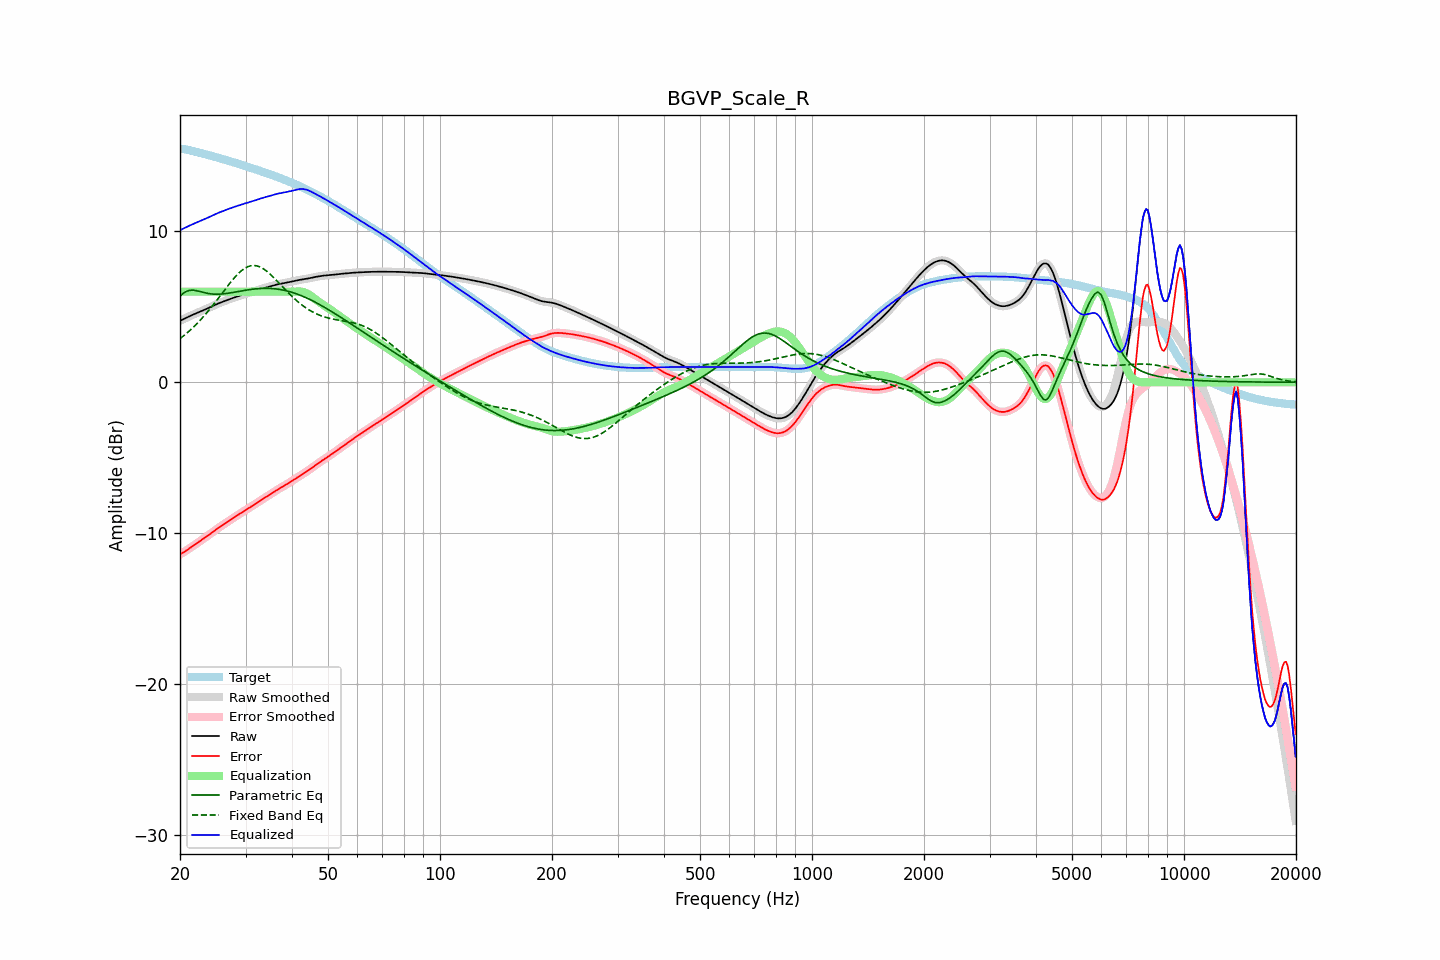 BGVP_Scale_R
Amplitude (dBr)
10
0
−10
−20
−30
Target
Raw Smoothed
Error Smoothed
Raw
Error
Equalization
Parametric Eq
Fixed Band Eq
Equalized
20 50 100 200 500 1000 2000 5000 10000 20000
Frequency (Hz)